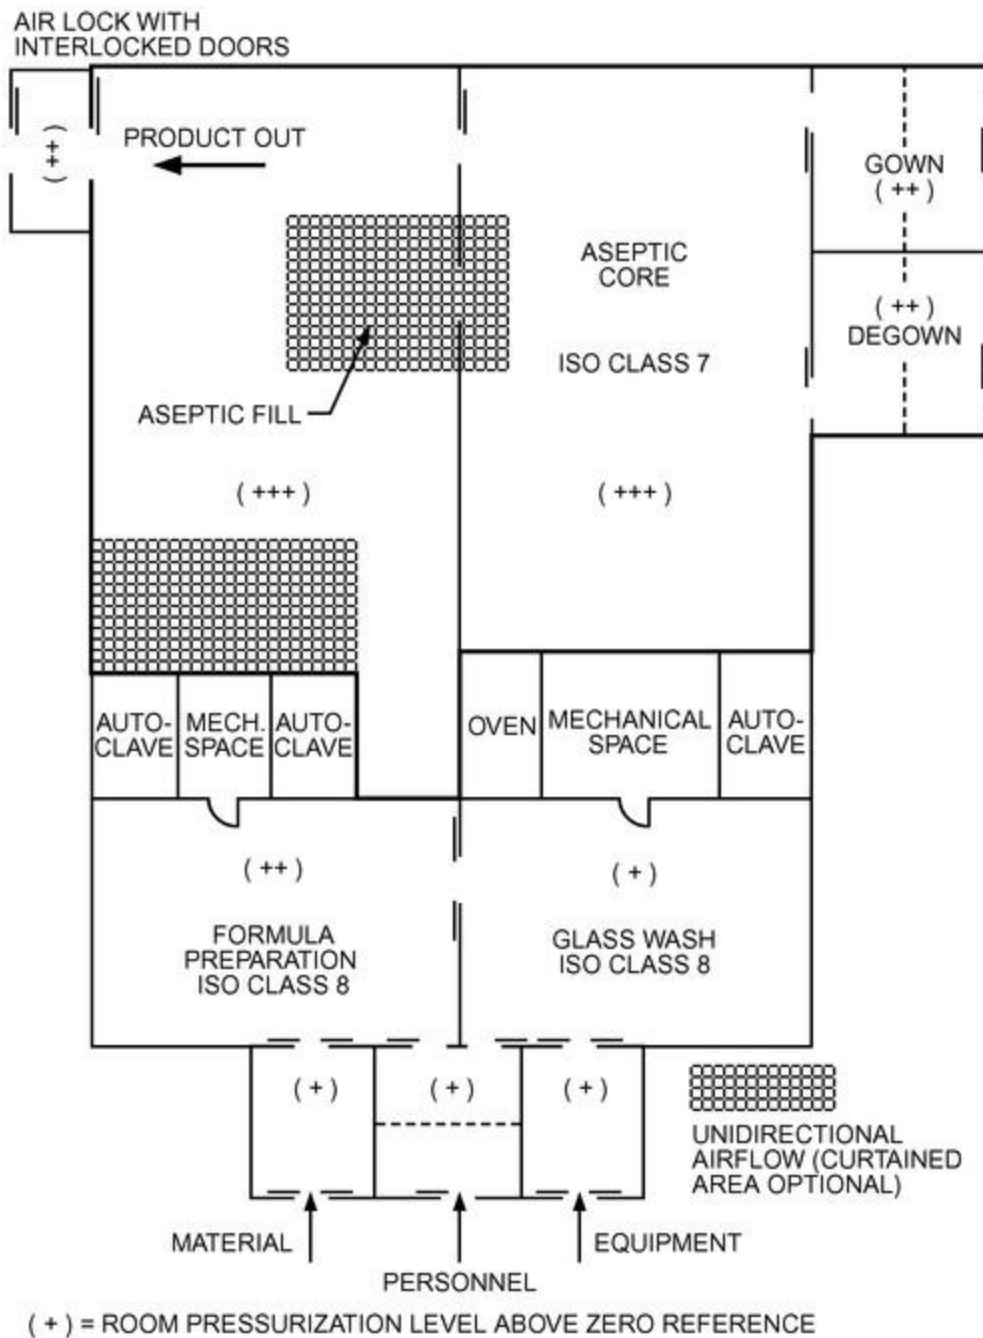 AIR LOCK WITH
INTERLOCKED DOORS
(++)
PRODUCT OUT
GOWN
(++)
ASEPTIC
CORE
(++)
DEGOWN
ISO CLASS 7
ASEPTIC FILL
(+++)
(+++)
AUTO-
CLAVE
MECH.
SPACE
AUTO-
CLAVE
OVEN
MECHANICAL
SPACE
AUTO-
CLAVE
(++)
(+)
FORMULA
PREPARATION
ISO CLASS 8
GLASS WASH
ISO CLASS 8
(+)
(+)
(+)
UNIDIRECTIONAL
AIRFLOW (CURTAINED
AREA OPTIONAL)
MATERIAL
EQUIPMENT
PERSONNEL
(+) = ROOM PRESSURIZATION LEVEL ABOVE ZERO REFERENCE